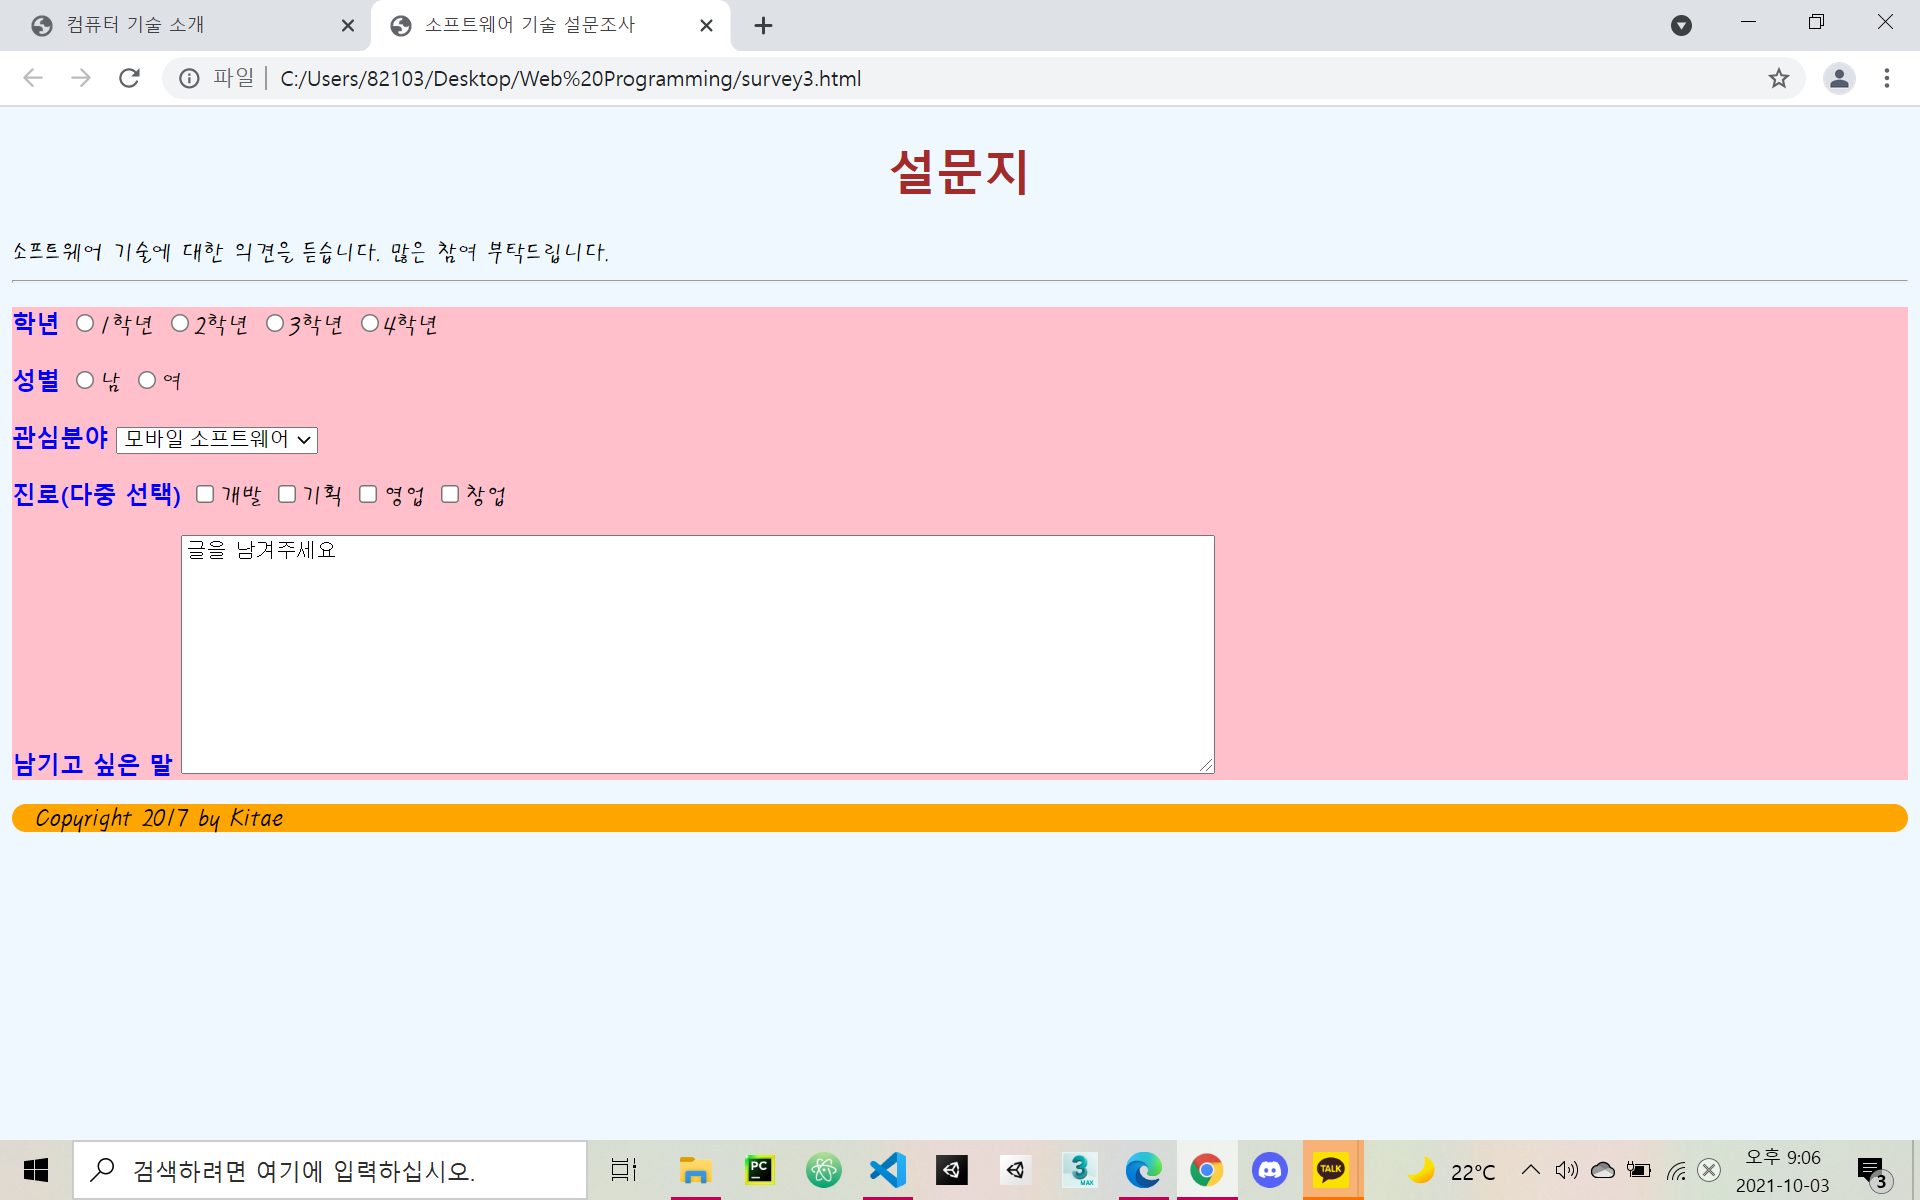 컴퓨터 기술 소개
소프트웨어 기술 설문조사
파일 | C:/Users/82103/Desktop/Web%20Programming/survey3.html
설문지
소프트웨어 기술에 대한 의견을 듣습니다. 많은 참여 부탁드립니다.
학년 1학년 2학년 3학년 4학년
성별 남 여
관심분야 모바일 소프트웨어
진로(다중 선택) 개발 기획 영업 창업
글을 남겨주세요
남기고 싶은 말
Copyright 2017 by Kitae
검색하려면 여기에 입력하십시오.
PC
3
MAX
TALK
22°C
오후 9:06
2021-10-03
3